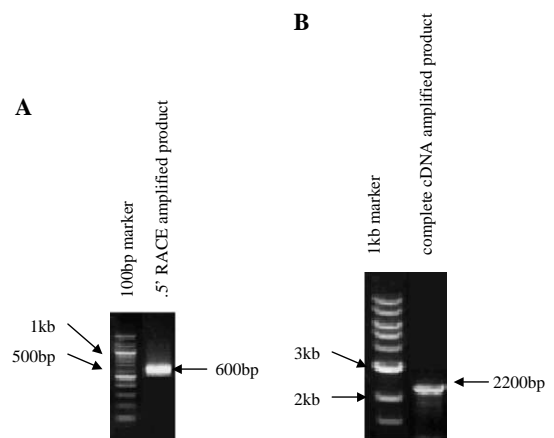 A
100bp marker
.5’ RACE amplified product
1kb
500bp
600bp
B
1kb marker
complete cDNA amplified product
3kb
2kb
2200bp